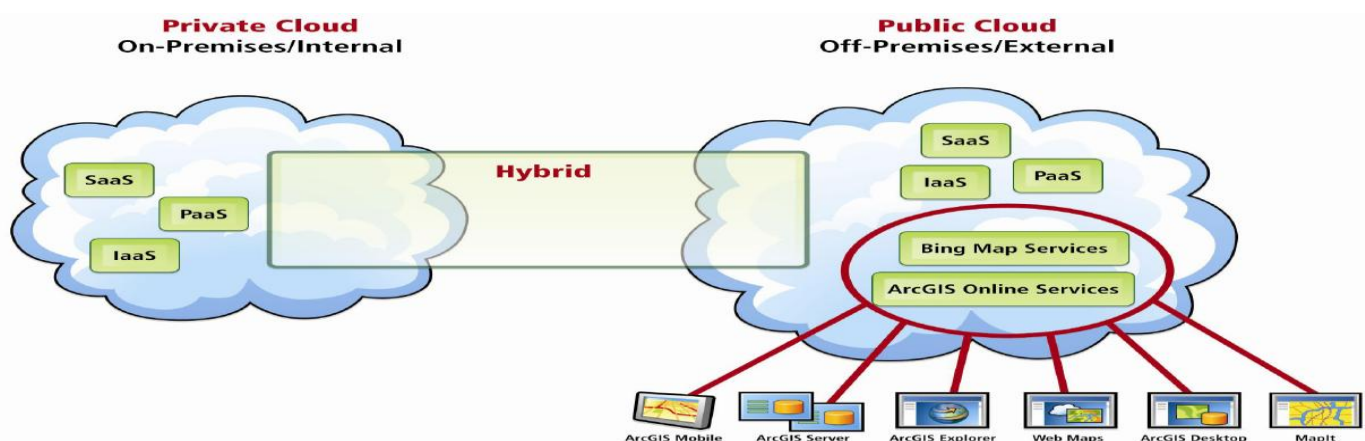 Private Cloud
On-Premises/Internal
Public Cloud
Off-Premises/External
SaaS
PaaS
IaaS
Hybrid
SaaS
IaaS
PaaS
Bing Map Services
ArcGIS Online Services
ArcGIS Mobile
ArcGIS Server
ArcGIS Explorer
Web Maps
ArcGIS Desktop
MapIt